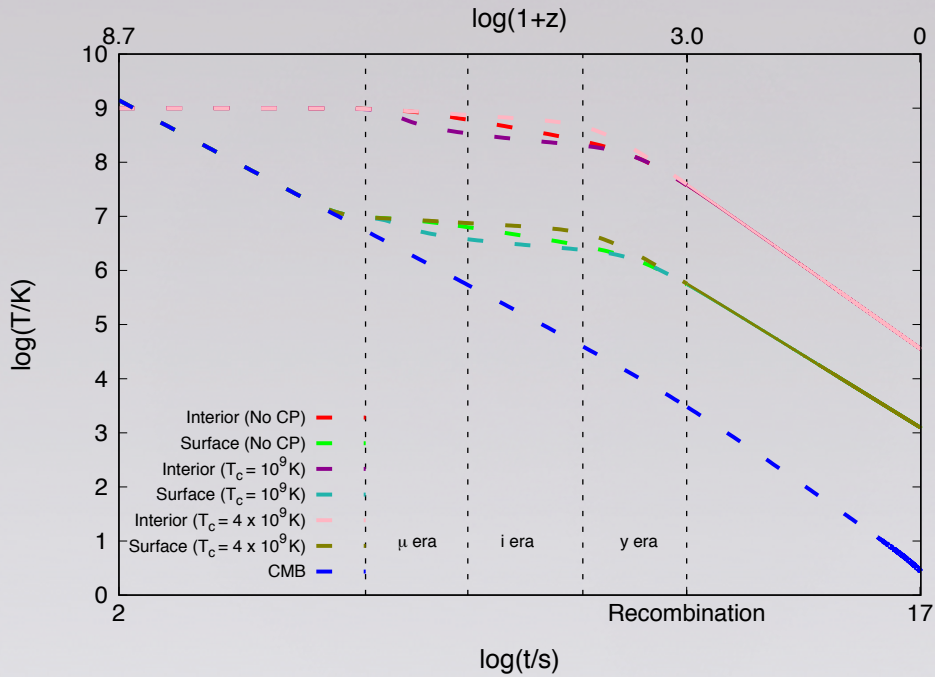 log(1+z)
8.7 3.0 0
10
9
8
7
6
5
4
3
2
1
0
log(T/K)
Interior (No CP)
Surface (No CP)
Interior (T_c = 10^9 K)
Surface (T_c = 10^9 K)
Interior (T_c = 4 x 10^9 K)
Surface (T_c = 4 x 10^9 K)
CMB
μ era i era y era
2 Recombination 17
log(t/s)